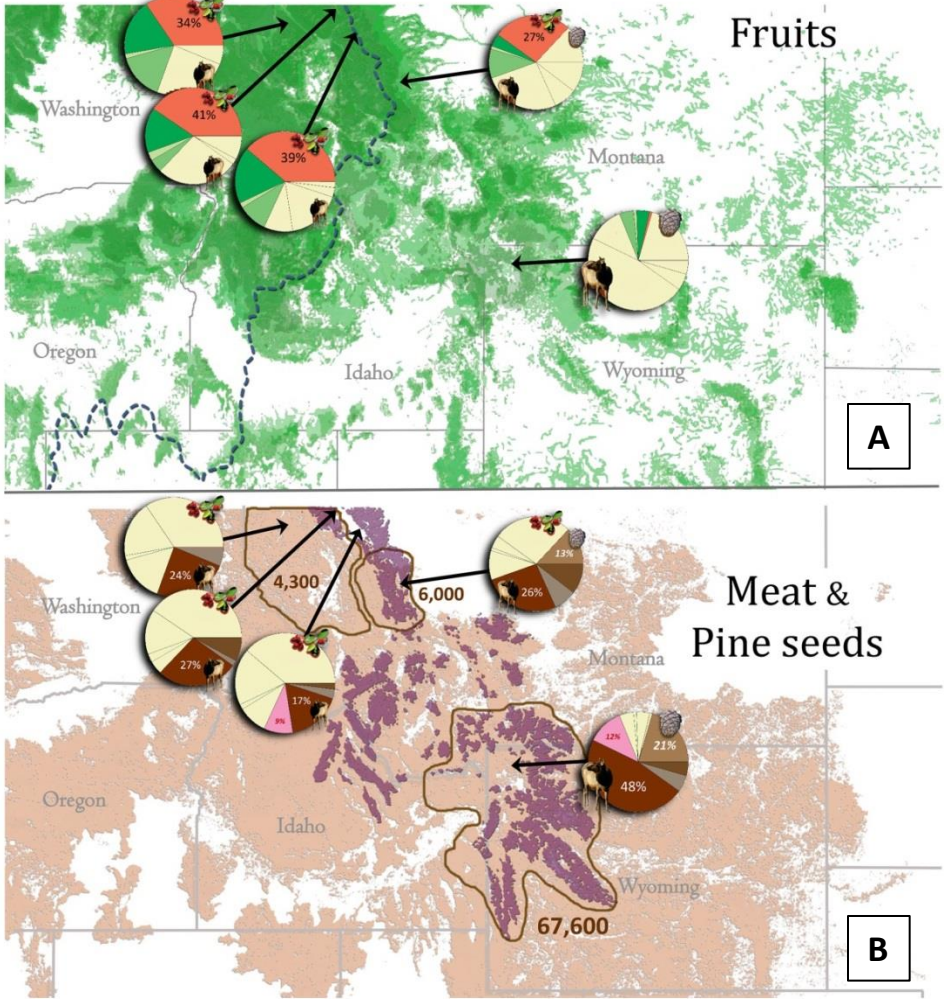 Fruits
34%
27%
Washington
41%
39%
Montana
Oregon
Idaho
Wyoming
A
13%
24%
4,300
26%
6,000
Washington
Meat &
Pine seeds
27%
Montana
17%
9%
12%
21%
48%
Oregon
Idaho
Wyoming
67,600
B